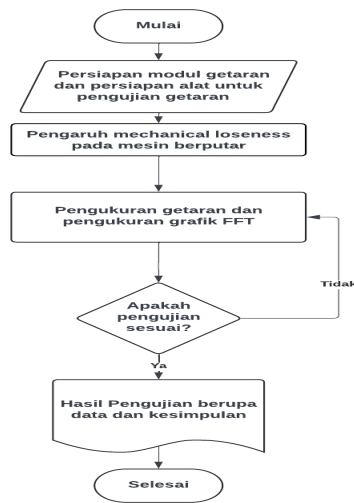 Mulai
Persiapan modul getaran
dan persiapan alat untuk
pengujian getaran
Pengaruh mechanical loseness
pada mesin berputar
Pengukuran getaran dan
pengukuran grafik FFT
Tidak
Apakah
pengujian
sesuai?
Ya
Hasil Pengujian berupa
data dan kesimpulan
Selesai